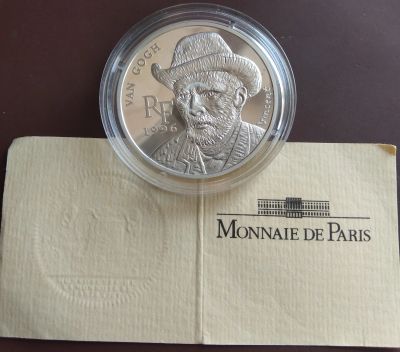 VAN GOGH
RF
1996
Vincent
MONNAIE DE PARIS